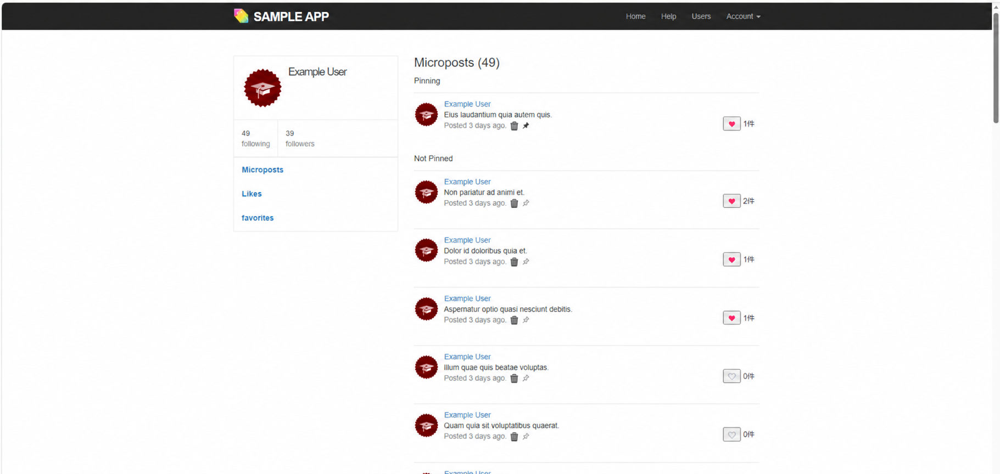 SAMPLE APP
Home Help Users Account
Example User
49 following
39 followers
Microposts
Likes
favorites
Microposts (49)
Pinning
Example User
Eius laudantium quia autem quis.
Posted 3 days ago.
1件
Not Pinned
Example User
Non pariatur ad animi et.
Posted 3 days ago.
2件
Example User
Dolor id doloribus quia et.
Posted 3 days ago.
1件
Example User
Aspernatur optio quasi nesciunt debitis.
Posted 3 days ago.
1件
Example User
Illum quae quis beatae voluptas.
Posted 3 days ago.
0件
Example User
Quam quia sit voluptatibus quaerat.
Posted 3 days ago.
0件
Example User